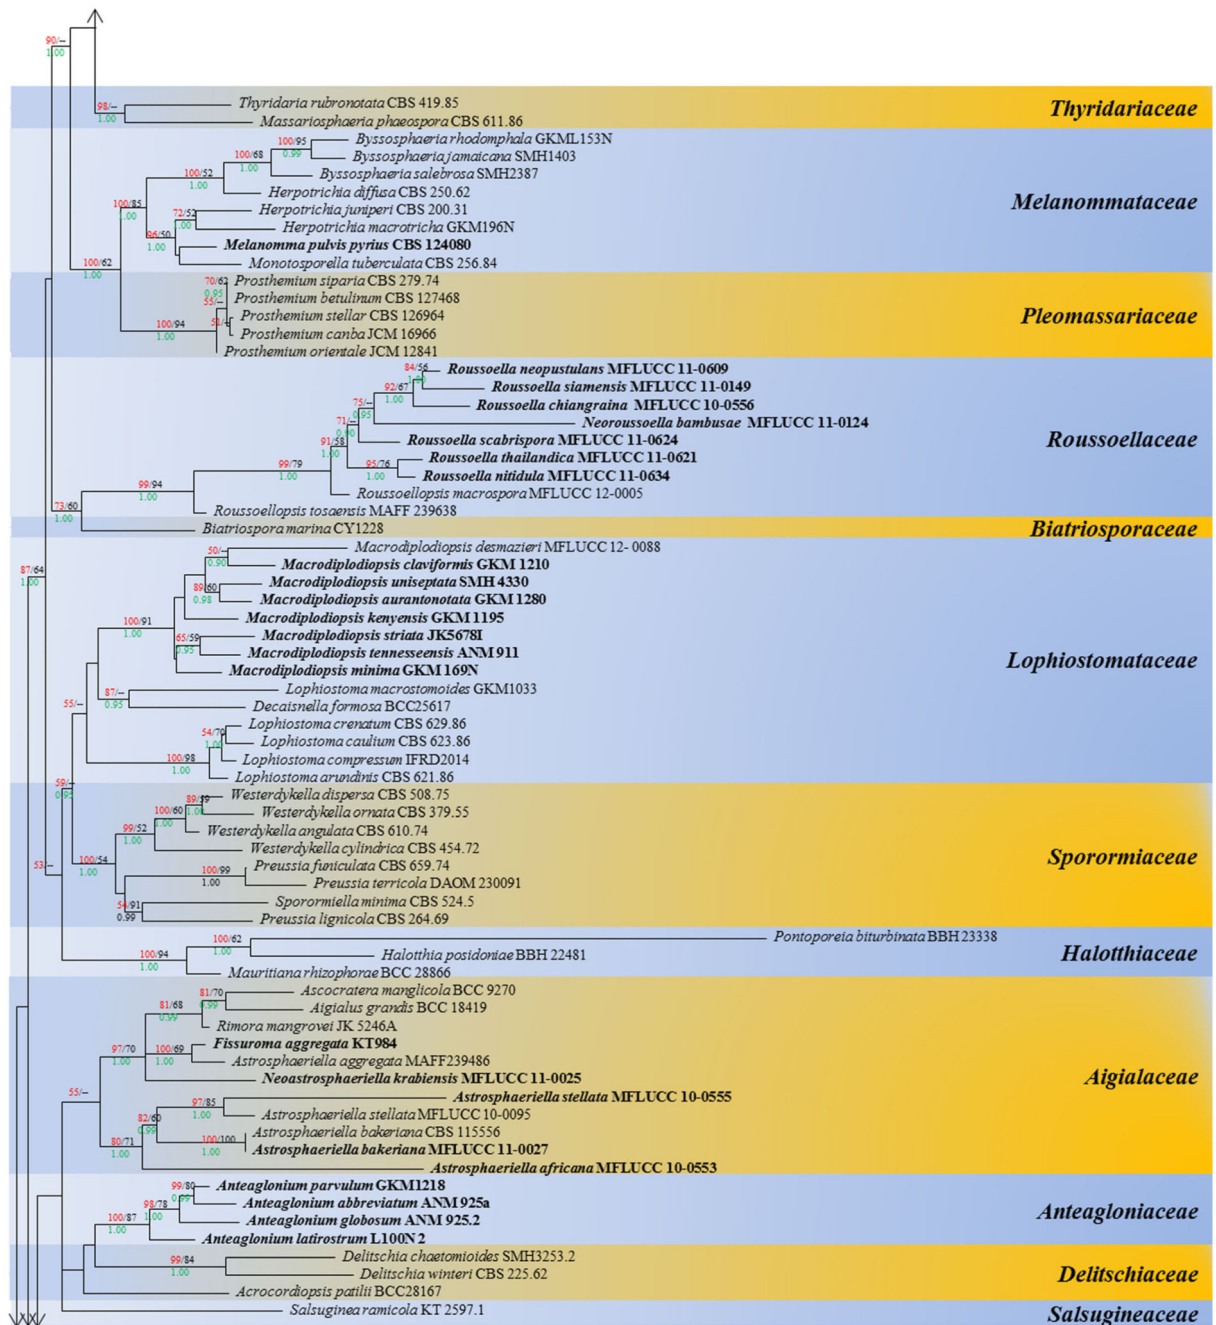 90/--
1.00
Thyridaria rubronotata CBS 419.85
98/--
1.00
Thyridariaceae
Massariosphaeria phaeospora CBS 611.86
100/95
0.99
Byssosphaeria rhodomphala GKML153N
100/68
1.00
Byssosphaeria jamaicana SMH1403
100/52
1.00
Byssosphaeria salebrosa SMH2387
Herpotrichia diffusa CBS 250.62
Melanommataceae
100/85
1.00
72/52
1.00
Herpotrichia juniperi CBS 200.31
Herpotrichia macrotricha GKM196N
96/50
1.00
Melanomma pulvis pyrius CBS 124080
100/62
1.00
Monotosporella tuberculata CBS 256.84
70/62
0.95
Prosthemium siparia CBS 279.74
55/--
Prosthemium betulinum CBS 127468
Prosthemium stellar CBS 126964
Pleomassariaceae
100/94
1.00
51/--
Prosthemium canba JCM 16966
Prosthemium orientale JCM 12841
84/56
1.00
Roussoella neopustulans MFLUCC 11-0609
92/67
1.00
Roussoella siamensis MFLUCC 11-0149
75/--
0.95
Roussoella chiangraina MFLUCC 10-0556
71/--
Neoroussoella bambusae MFLUCC 11-0124
91/58
1.00
Roussoella scabrispora MFLUCC 11-0624
Roussoellaceae
Roussoella thailandica MFLUCC 11-0621
99/79
1.00
95/76
1.00
Roussoella nitidula MFLUCC 11-0634
99/94
1.00
Roussoellopsis macrospora MFLUCC 12-0005
73/60
1.00
Roussoellopsis tosaensis MAFF 239638
Biatriospora marina CY1228
Biatriosporaceae
50/--
0.90
Macrodiplodiopsis desmazieri MFLUCC 12- 0088
Macrodiplodiopsis claviformis GKM 1210
87/64
1.00
Macrodiplodiopsis uniseptata SMH 4330
89/60
0.98
Macrodiplodiopsis aurantonotata GKM 1280
100/91
1.00
Macrodiplodiopsis kenyensis GKM 1195
65/59
0.95
Macrodiplodiopsis striata JK5678I
Macrodiplodiopsis tennesseensis ANM 911
Lophiostomataceae
Macrodiplodiopsis minima GKM 169N
87/--
0.95
Lophiostoma macrostomoides GKM1033
55/--
Decaisnella formosa BCC25617
54/70
1.00
Lophiostoma crenatum CBS 629.86
Lophiostoma caulium CBS 623.86
100/98
1.00
Lophiostoma compressum IFRD2014
Lophiostoma arundinis CBS 621.86
59/--
0.95
Westerdykella dispersa CBS 508.75
89/59
1.00
100/60
1.00
Westerdykella ornata CBS 379.55
99/52
1.00
Westerdykella angulata CBS 610.74
Westerdykella cylindrica CBS 454.72
Sporormiaceae
53/--
100/54
1.00
Preussia funiculata CBS 659.74
100/99
1.00
Preussia terricola DAOM 230091
54/91
0.99
Sporormiella minima CBS 524.5
Preussia lignicola CBS 264.69
100/62
1.00
Pontoporeia biturbinata BBH 23338
100/94
1.00
Halotthia posidoniae BBH 22481
Halotthiaceae
Mauritiana rhizophorae BCC 28866
81/70
0.99
Ascocratera manglicola BCC 9270
81/68
0.99
Aigialus grandis BCC 18419
Rimora mangrovei JK 5246A
97/70
1.00
100/69
1.00
Fissuroma aggregata KT984
Astrosphaeriella aggregata MAFF239486
Neoastrosphaeriella krabiensis MFLUCC 11-0025
Aigialaceae
55/--
97/85
1.00
Astrosphaeriella stellata MFLUCC 10-0555
82/60
0.99
Astrosphaeriella stellata MFLUCC 10-0095
80/71
1.00
100/100
1.00
Astrosphaeriella bakeriana CBS 115556
Astrosphaeriella bakeriana MFLUCC 11-0027
Astrosphaeriella africana MFLUCC 10-0553
99/80
0.99
Anteaglonium parvulum GKM1218
98/78
1.00
Anteaglonium abbreviatum ANM 925a
Anteagloniaceae
100/87
1.00
Anteaglonium globosum ANM 925.2
Anteaglonium latirostrum L100N 2
99/84
1.00
Delitschia chaetomioides SMH3253.2
Delitschia winteri CBS 225.62
Delitschiaceae
Acrocordiopsis patilii BCC28167
Salsuginea ramicola KT 2597.1
Salsugineaceae